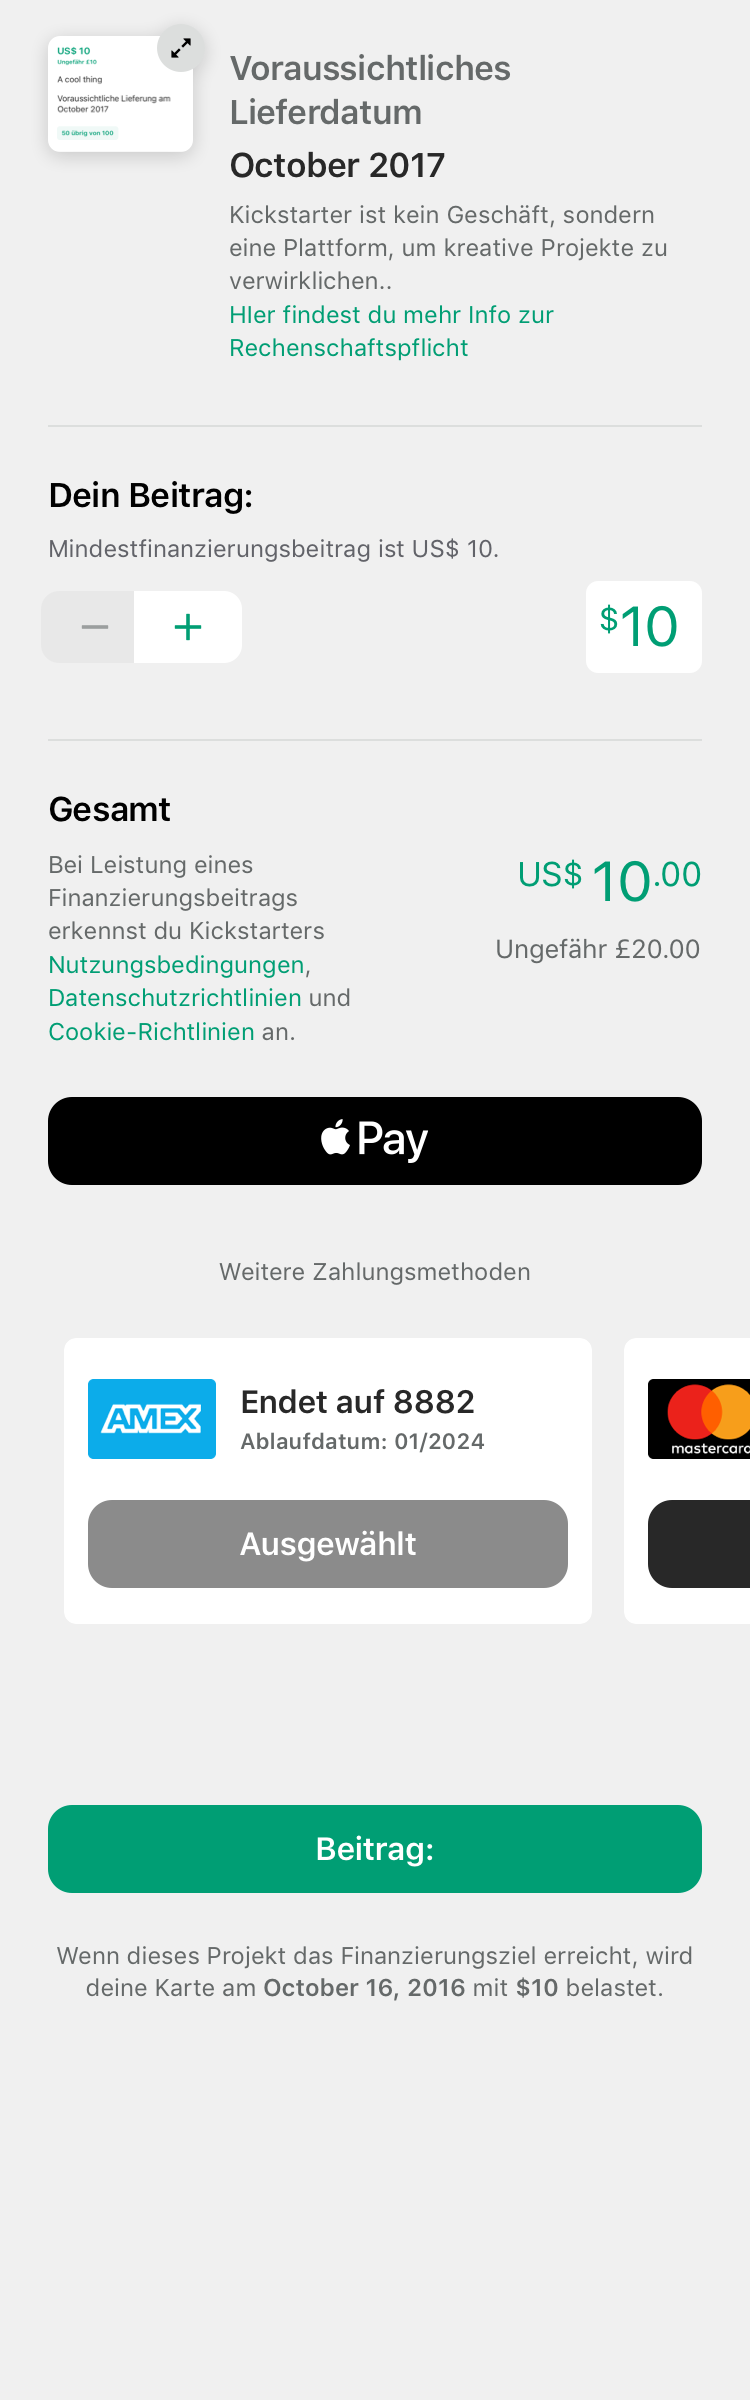 US$ 10
Ungefähr £10
A cool thing
Voraussichtliche Lieferung am
October 2017
50 übrig von 100
Voraussichtliches
Lieferdatum
October 2017
Kickstarter ist kein Geschäft, sondern
eine Plattform, um kreative Projekte zu
verwirklichen..
HIer findest du mehr Info zur
Rechenschaftspflicht
Dein Beitrag:
Mindestfinanzierungsbeitrag ist US$ 10.
$10
Gesamt
Bei Leistung eines
Finanzierungsbeitrags
erkennst du Kickstarters
Nutzungsbedingungen,
Datenschutzrichtlinien und
Cookie-Richtlinien an.
US$ 10.00
Ungefähr £20.00
Pay
Weitere Zahlungsmethoden
AMEX
Endet auf 8882
Ablaufdatum: 01/2024
Ausgewählt
mastercard
Beitrag:
Wenn dieses Projekt das Finanzierungsziel erreicht, wird
deine Karte am October 16, 2016 mit $10 belastet.